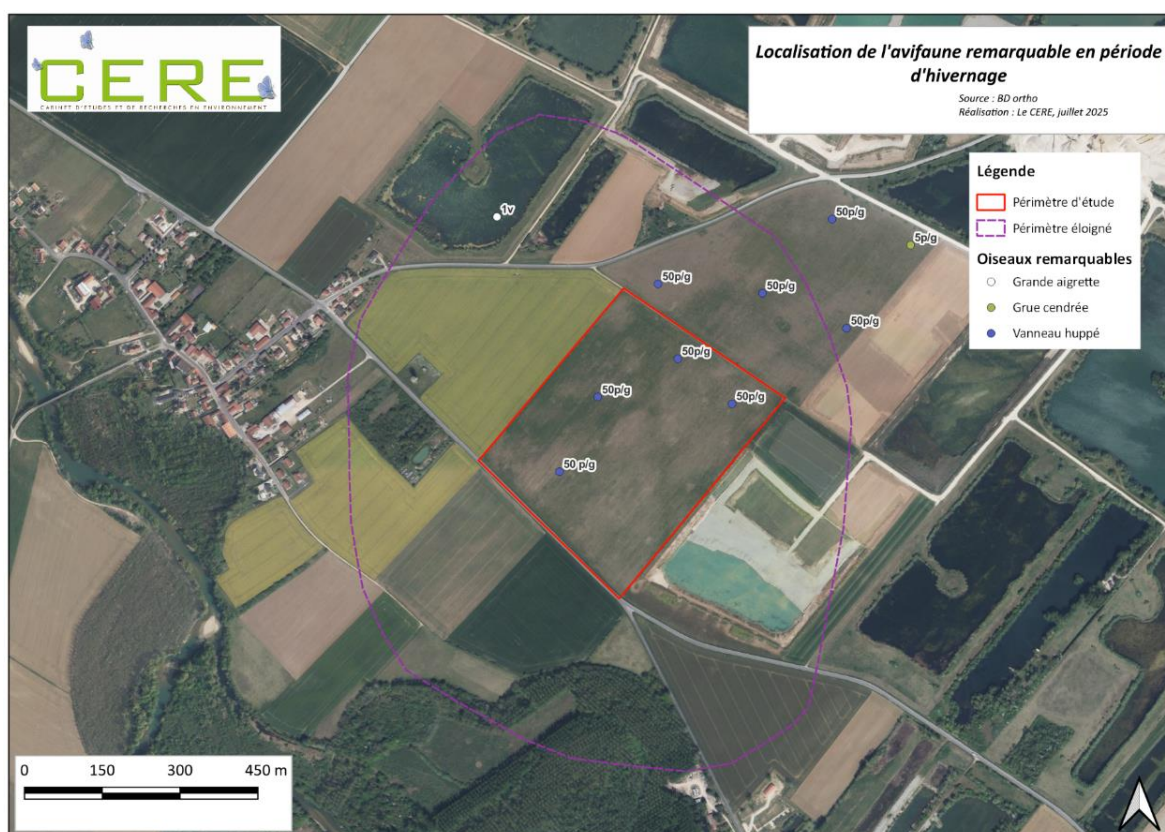 CERE
CABINET D'ETUDES ET DE RECHERCHES EN ENVIRONNEMENT
Localisation de l'avifaune remarquable en période
d'hivernage
Source : BD ortho
Réalisation : Le CERE, juillet 2025
Légende
Périmètre d'étude
Périmètre éloigné
Oiseaux remarquables
Grande aigrette
Grue cendrée
Vanneau huppé
1v
50p/g
5p/g
50p/g
50p/g
50p/g
50p/g
50p/g
50p/g
50 p/g
0 150 300 450 m